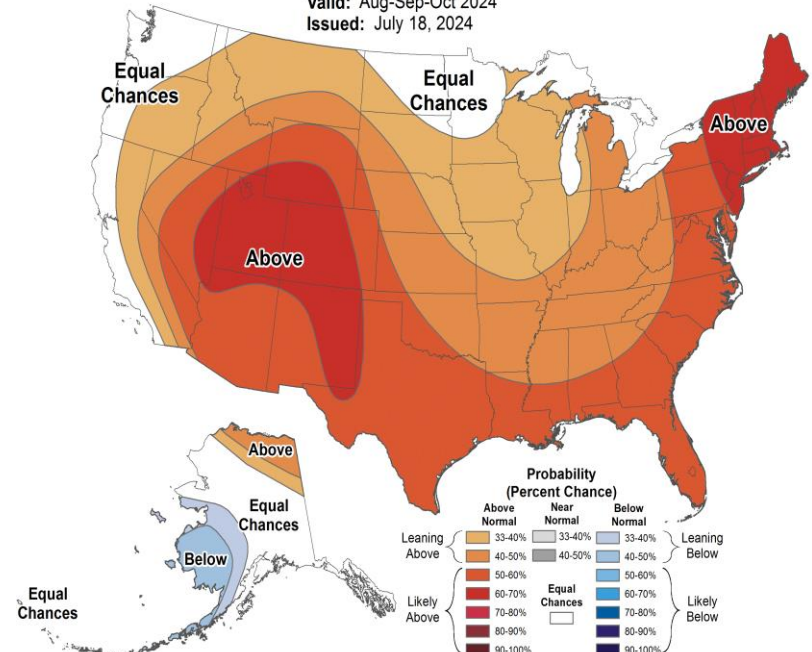 Valid: Aug-Sep-Oct 2024
Issued: July 18, 2024
Equal
Chances
Equal
Chances
Above
Above
Above
Equal
Chances
Below
Equal
Chances
Probability
(Percent Chance)
Above
Normal
Near
Normal
Below
Normal
Leaning
Above
33-40%
33-40%
33-40%
Leaning
Below
40-50%
40-50%
40-50%
Likely
Above
50-60%
60-70%
70-80%
80-90%
90-100%
Equal
Chances
50-60%
60-70%
70-80%
80-90%
90-100%
Likely
Below